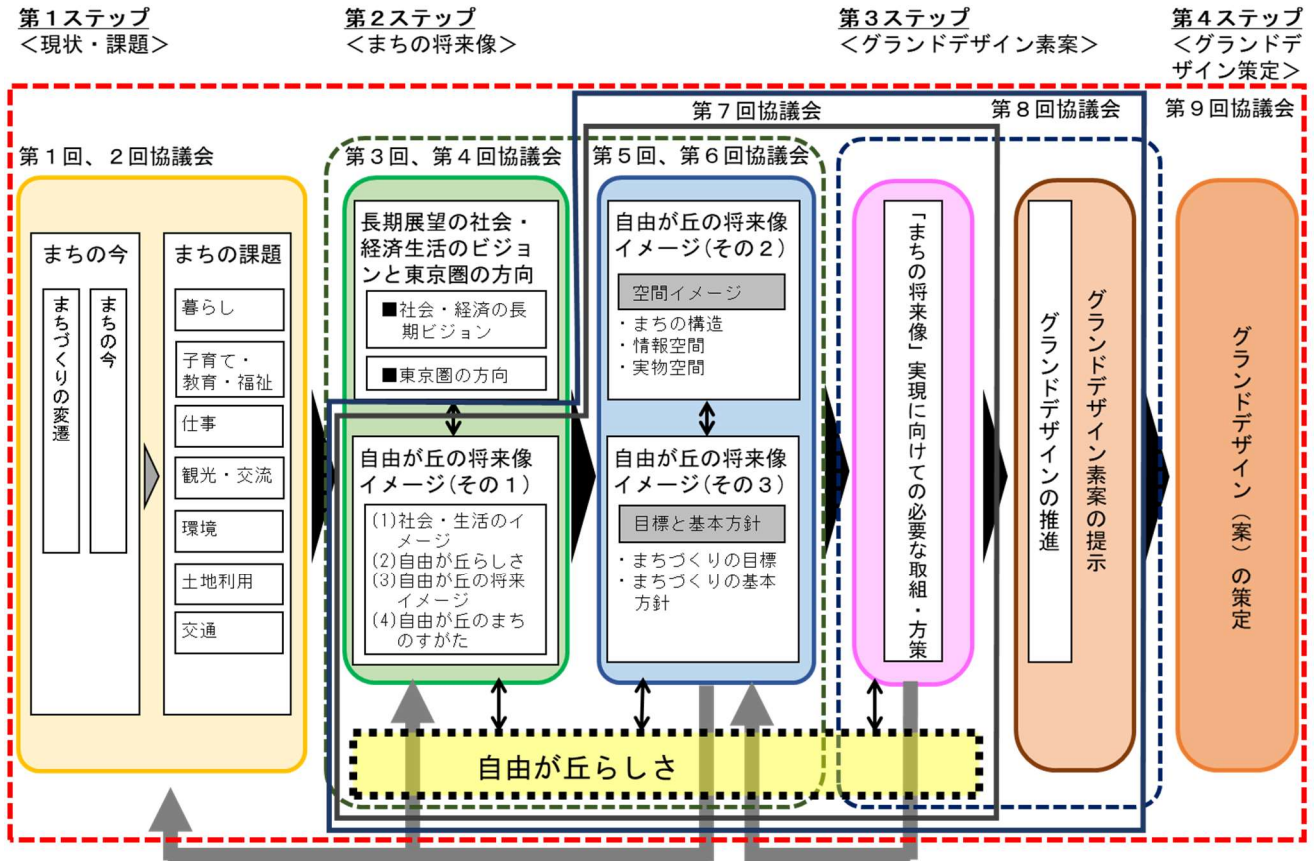 第１ステップ
＜現状・課題＞
第２ステップ
＜まちの将来像＞
第３ステップ
＜グランドデザイン素案＞
第４ステップ
＜グランドデ
ザイン策定＞
第１回、２回協議会
まちの今
まちづくりの変遷
まちの今
まちの課題
暮らし
子育て・
教育・福祉
仕事
観光・交流
環境
土地利用
交通
第３回、第４回協議会
長期展望の社会・
経済生活のビジョ
ンと東京圏の方向
■社会・経済の長
期ビジョン
■東京圏の方向
自由が丘の将来像
イメージ(その１)
(1)社会・生活のイ
メージ
(2)自由が丘らしさ
(3)自由が丘の将来
イメージ
(4)自由が丘のまち
のすがた
第５回、第６回協議会
自由が丘の将来像
イメージ(その２)
空間イメージ
・まちの構造
・情報空間
・実物空間
自由が丘の将来像
イメージ(その３)
目標と基本方針
・まちづくりの目標
・まちづくりの基本
方針
自由が丘らしさ
第７回協議会
「まちの将来像」実現に向けての必要な取組・方策
第８回協議会
グランドデザイン素案の提示
グランドデザインの推進
第９回協議会
グランドデザイン（案）の策定